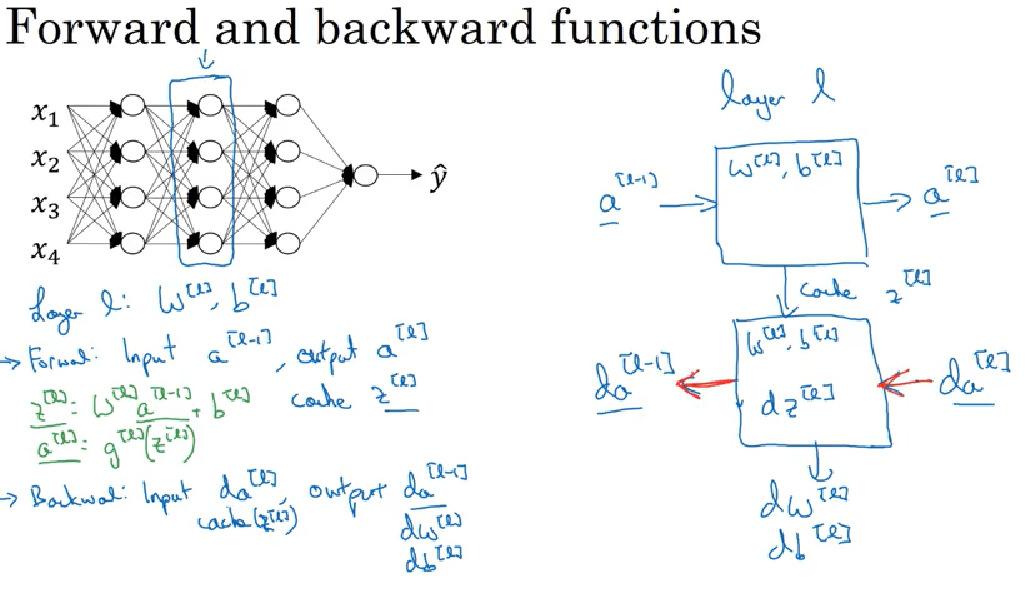 Forward and backward functions
x₁
x₂
x₃
x₄
ŷ
Layer l: W^[l], b^[l]
→ Forward: Input a^[l-1], output a^[l]
cache z^[l]
z^[l]: W^[l] a^[l-1] + b^[l]
a^[l]: g^[l](z^[l])
→ Backward: Input da^[l], output da^[l-1]
cache(z^[l])
dW^[l]
db^[l]
layer l
a^[l-1] → W^[l], b^[l] → a^[l]
cache z^[l]
W^[l], b^[l]
da^[l-1] ← dz^[l] ← da^[l]
dW^[l]
db^[l]